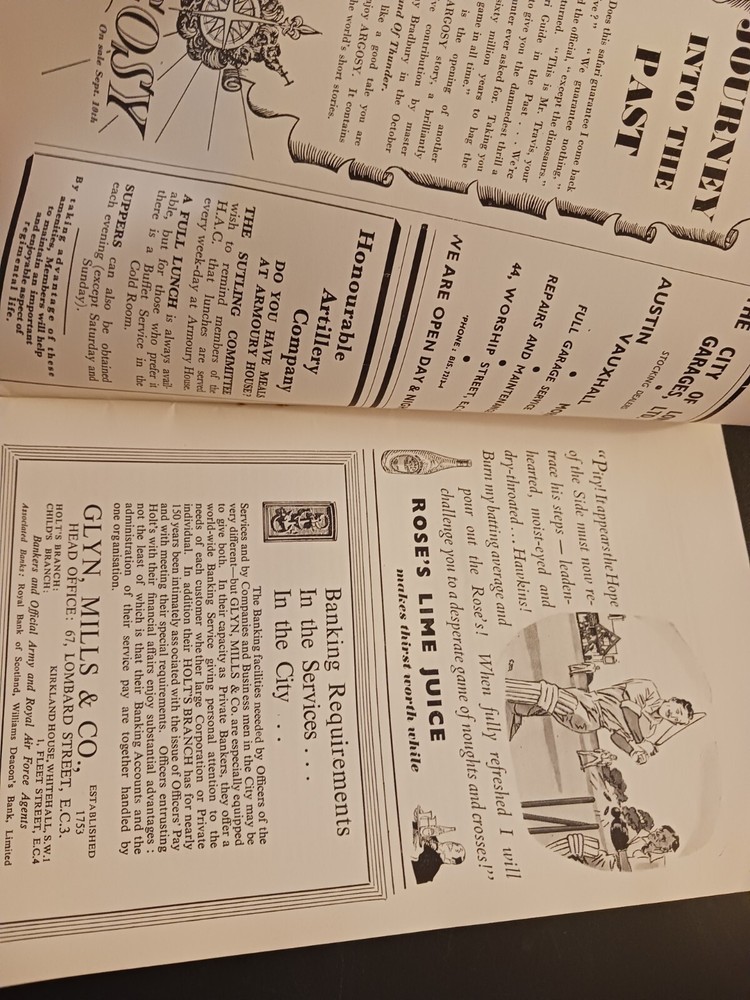 JOURNEY
INTO THE
PAST
Does this safari guarantee I come back
"We guarantee nothing,"
the official, "except the dinosaurs."
turned. "This is Mr. Travis, your
Guide in the Past . . . We're
to give you the damnedest thrill a
ever asked for. Taking you
sixty million years to bag the
game in all time."
is the opening of another
ARGOSY story, a brilliantly
contribution by master
Ray Bradbury in the October
Of Thunder.
like a good tale you are
ARGOSY. It contains
the world's short stories.
On sale Sept. 18th
THE
CITY
GARAGES OF
STOCKING DEALERS
AUSTIN
VAUXHALL
FULL GARAGE SERVICE
REPAIRS AND MAINTENANCE
44, WORSHIP STREET, E.C.
'PHONE: BIS. 7234
WE ARE OPEN DAY &
Honourable
Artillery
Company
DO YOU HAVE MEALS
AT ARMOURY HOUSE?
THE SUTLING COMMITTEE
wish to remind members of the
H.A.C. that lunches are served
every week-day at Armoury House.
A FULL LUNCH is always avail-
able, but for those who prefer it
there is a Buffet Service in the
Cold Room.
SUPPERS can also be obtained
each evening (except Saturday and
Sunday).
By taking advantage of these
amenities, Members will help
to maintain an important
and enjoyable aspect of
regimental life.
"Pity! It appears the Hope
of the Side must now re-
trace his steps — leaden-
hearted, moist-eyed and
dry-throated . . . Hawkins!
Burn my batting average and
pour out the Rose's! When fully refreshed I will
challenge you to a desperate game of noughts and crosses!"
ROSE'S LIME JUICE
makes thirst worth while
Banking Requirements
In the Services . . .
In the City . . .
The Banking facilities needed by Officers of the
Services and by Companies and Business men in the City may be
very different—but GLYN, MILLS & Co. are especially equipped
to give both. In their capacity as Private Bankers, they offer a
world-wide Banking Service giving personal attention to the
needs of each customer whether large Corporation or Private
individual. In addition their HOLT'S BRANCH has for nearly
150 years been intimately associated with the issue of Officers' Pay
and with meeting their special requirements. Officers entrusting
Holt's with their financial affairs enjoy substantial advantages :
not the least of which is that their Banking Accounts and the
administration of their service pay are together handled by
one organisation.
GLYN, MILLS & CO.,
ESTABLISHED
1753
HEAD OFFICE: 67, LOMBARD STREET, E.C.3.
HOLT'S BRANCH: KIRKLAND HOUSE, WHITEHALL, S.W.1
CHILD'S BRANCH: 1, FLEET STREET, E.C.4
Bankers and Official Army and Royal Air Force Agents
Associated Banks: Royal Bank of Scotland, Williams Deacon's Bank, Limited